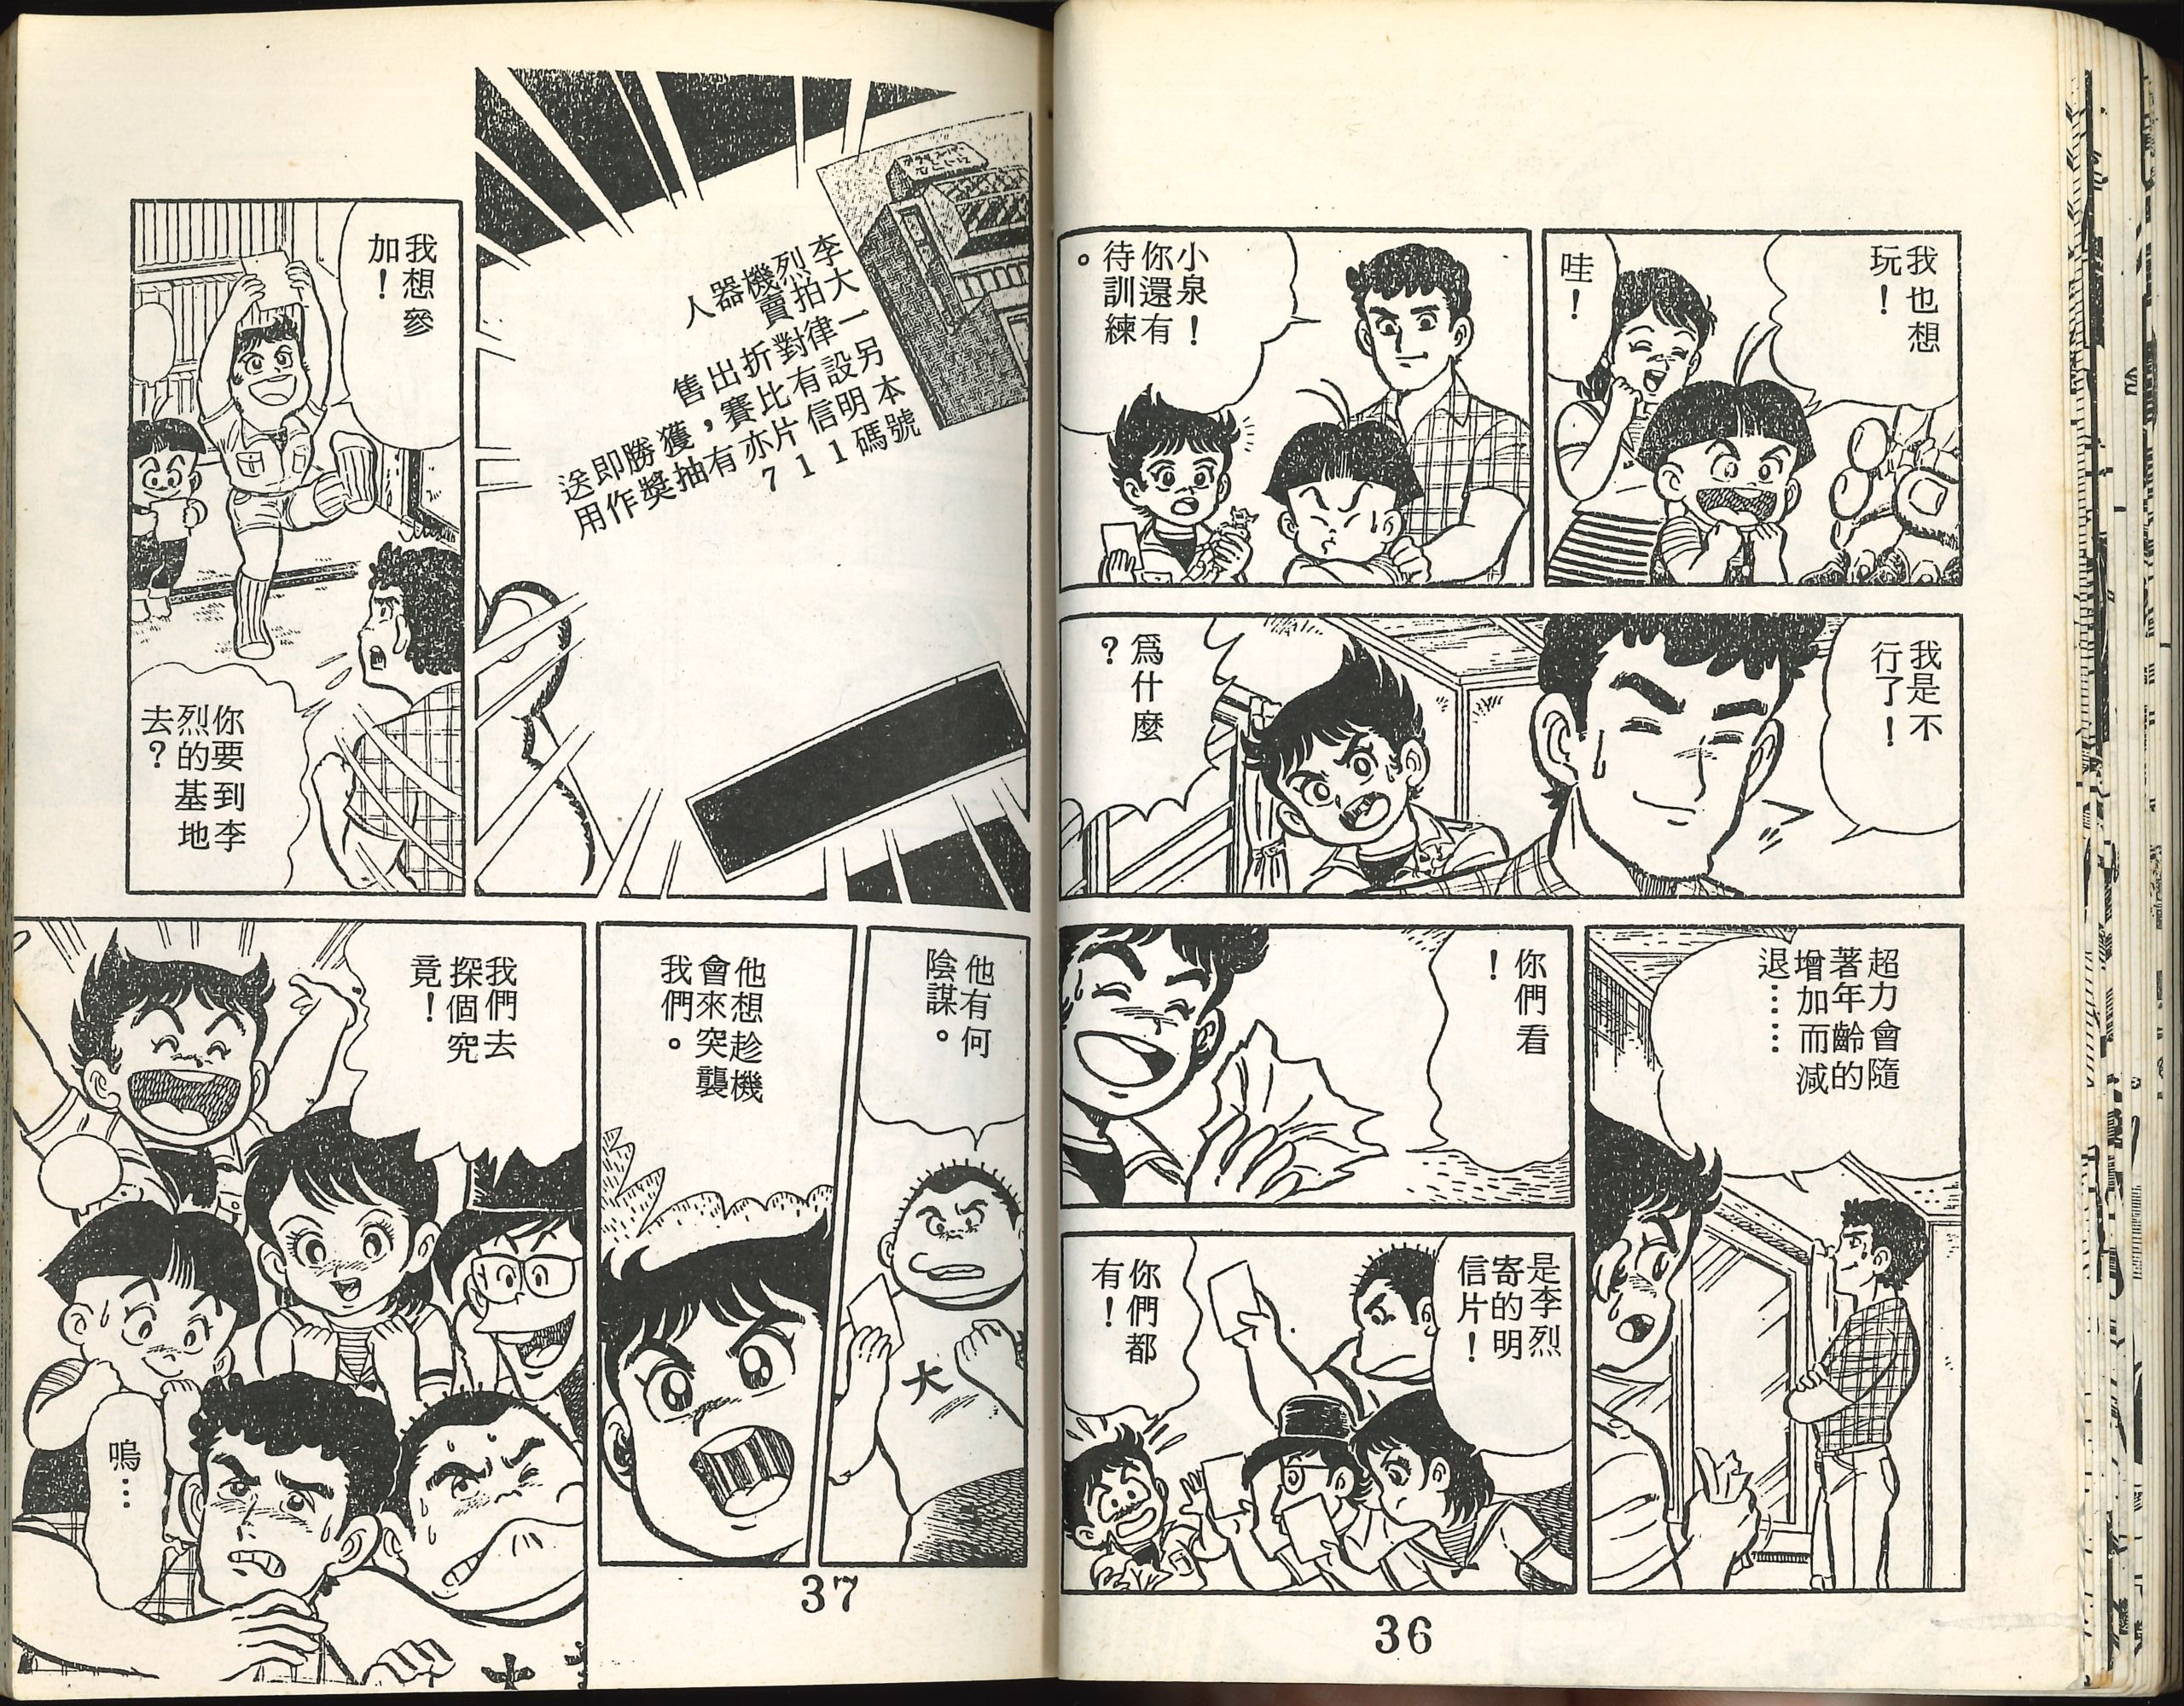 我也想
玩！
哇！
小泉！
你還有
待訓練
。
我是不
行了！
爲什麼
？
超力會隨
著年齡的
增加而減
退……
你們看
！
是李烈
寄的明
信片！
你們都
有！
36
李烈機器人
大拍賣
一律對折出售
另設有比賽，獲勝即送
本明信片亦有抽獎作用
號碼117
我想參
加！
你要到李
烈的基地
去？
他有何
陰謀。
大
他想趁機
會來突襲
我們。
我們去
探個究
竟！
嗚…
37